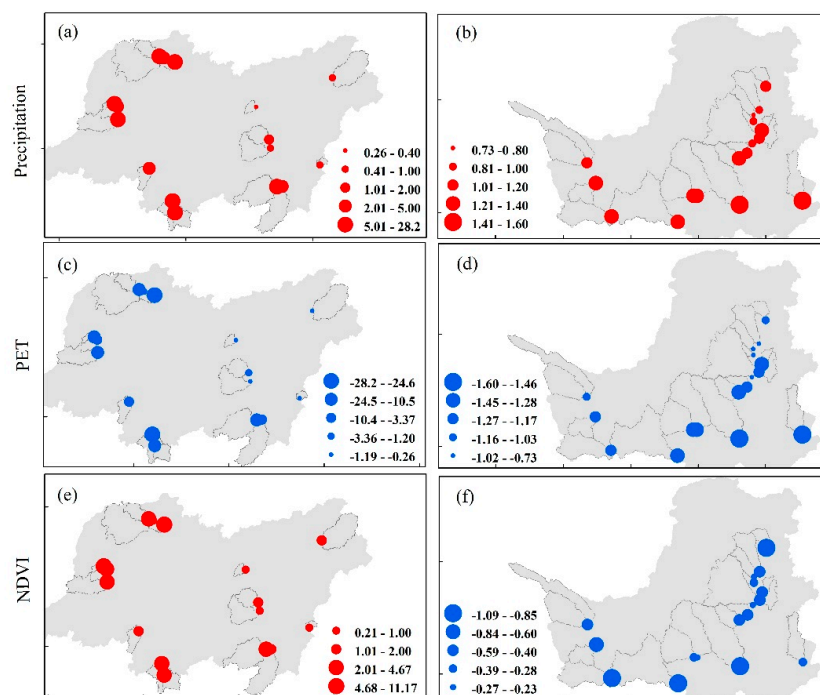 (a)
(b)
Precipitation
0.26 - 0.40
0.41 - 1.00
1.01 - 2.00
2.01 - 5.00
5.01 - 28.2
0.73 - 0.80
0.81 - 1.00
1.01 - 1.20
1.21 - 1.40
1.41 - 1.60
(c)
(d)
PET
-28.2 - -24.6
-24.5 - -10.5
-10.4 - -3.37
-3.36 - -1.20
-1.19 - -0.26
-1.60 - -1.46
-1.45 - -1.28
-1.27 - -1.17
-1.16 - -1.03
-1.02 - -0.73
(e)
(f)
NDVI
0.21 - 1.00
1.01 - 2.00
2.01 - 4.67
4.68 - 11.17
-1.09 - -0.85
-0.84 - -0.60
-0.59 - -0.40
-0.39 - -0.28
-0.27 - -0.23